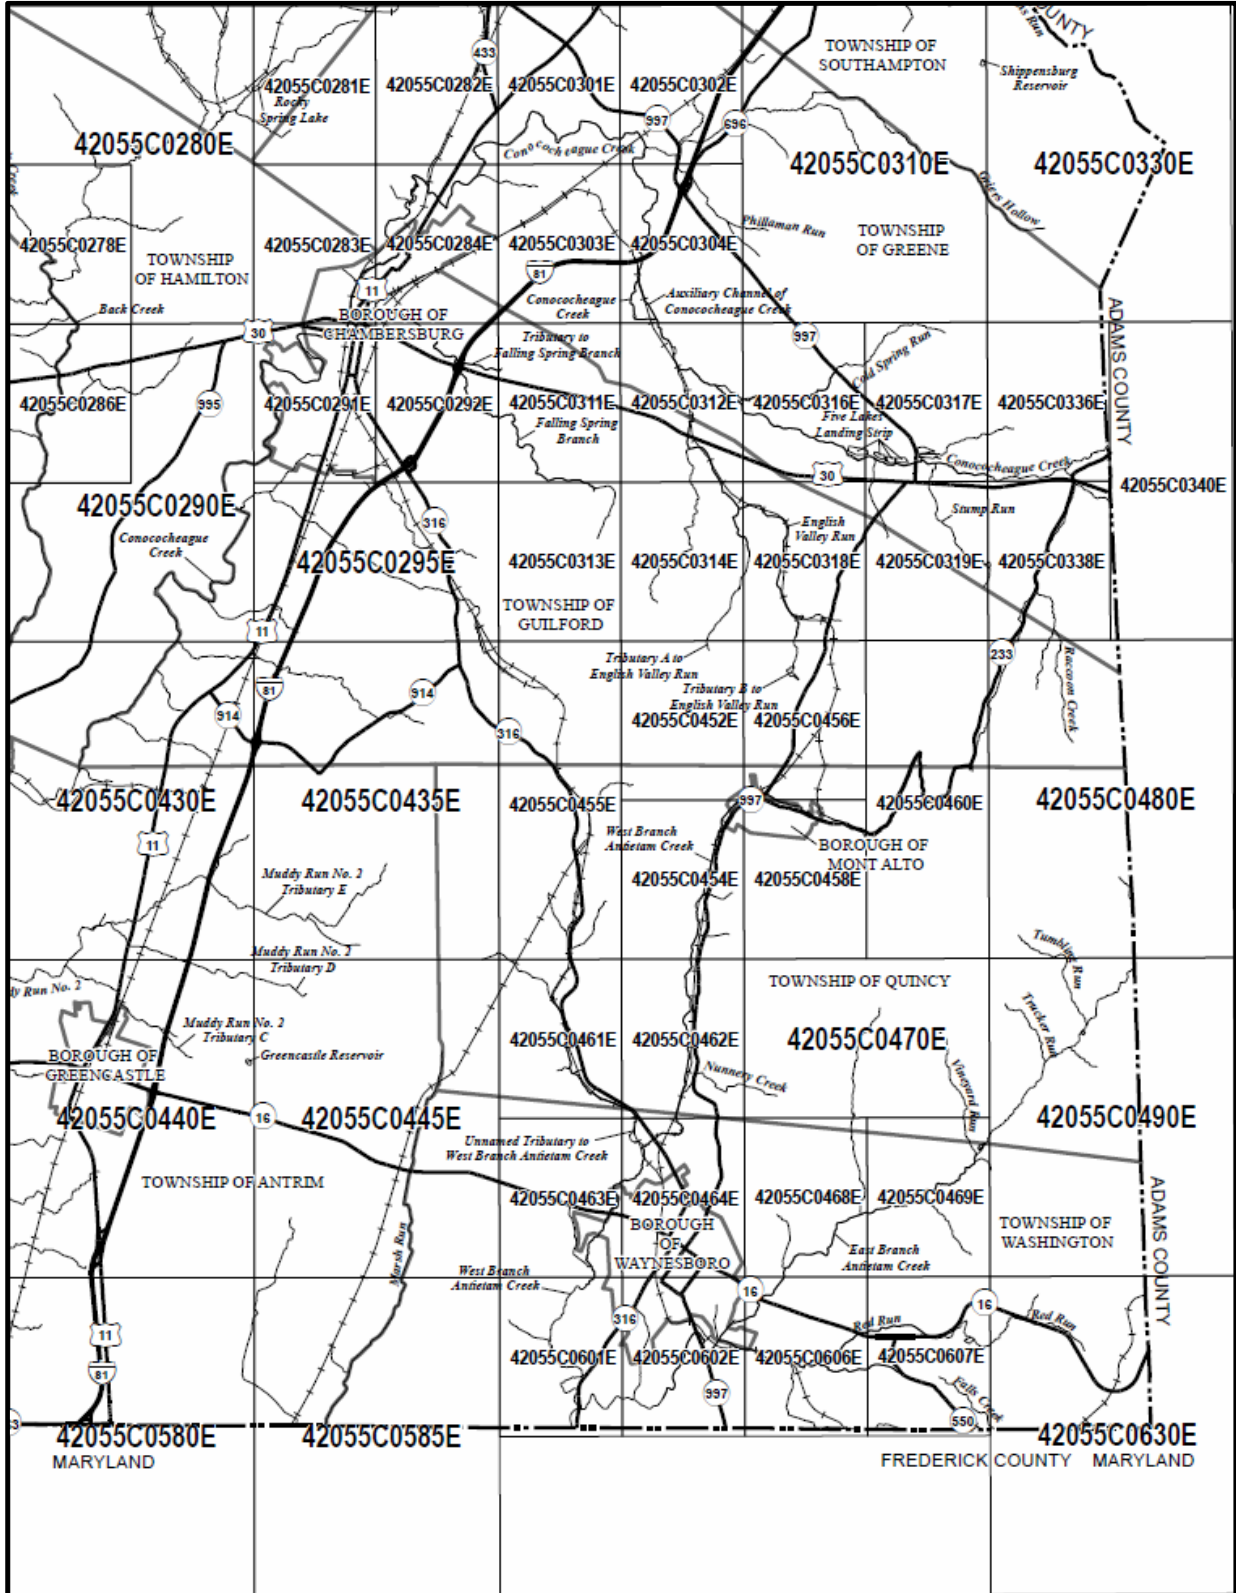 COUNTY
TOWNSHIP OF
SOUTHAMPTON
433
Shippensburg
Reservoir
42055C0281E
42055C0282E
42055C0301E
42055C0302E
Rocky
Spring Lake
997
696
42055C0280E
Conococheague Creek
42055C0310E
42055C0330E
Creek
Griers Hollow
Phillaman Run
42055C0278E
42055C0283E
42055C0284E
42055C0303E
42055C0304E
TOWNSHIP
OF GREENE
TOWNSHIP
OF HAMILTON
81
11
Conococheague
Creek
Auxiliary Channel of
Conococheague Creek
Back Creek
BOROUGH OF
CHAMBERSBURG
30
Tributary to
Falling Spring Branch
997
Cold Spring Run
ADAMS COUNTY
42055C0286E
995
42055C0291E
42055C0292E
42055C0311E
42055C0312E
42055C0316E
42055C0317E
42055C0336E
Falling Spring
Branch
Five Lakes
Landing Strip
Conococheague Creek
30
42055C0340E
42055C0290E
316
Stump Run
English
Valley Run
Conococheague
Creek
42055C0295E
42055C0313E
42055C0314E
42055C0318E
42055C0319E
42055C0338E
TOWNSHIP OF
GUILFORD
11
233
Tributary A to
English Valley Run
Raccoon Creek
81
914
914
Tributary B to
English Valley Run
42055C0452E
42055C0456E
316
42055C0430E
42055C0435E
42055C0455E
997
42055C0460E
42055C0480E
11
West Branch
Antietam Creek
BOROUGH OF
MONT ALTO
Muddy Run No. 2
Tributary E
42055C0454E
42055C0458E
Tumbling Run
Muddy Run No. 2
Tributary D
TOWNSHIP OF QUINCY
dy Run No. 2
Trucker Run
Muddy Run No. 2
Tributary C
42055C0461E
42055C0462E
42055C0470E
BOROUGH OF
GREENCASTLE
Greencastle Reservoir
Nunnery Creek
Vineyard Run
42055C0440E
16
42055C0445E
42055C0490E
Unnamed Tributary to
West Branch Antietam Creek
TOWNSHIP OF ANTRIM
42055C0463E
42055C0464E
42055C0468E
42055C0469E
ADAMS COUNTY
BOROUGH
OF
WAYNESBORO
TOWNSHIP OF
WASHINGTON
Marsh Run
East Branch
Antietam Creek
West Branch
Antietam Creek
16
16
316
Red Run
Red Run
11
42055C0601E
42055C0602E
42055C0606E
42055C0607E
81
997
Falls Creek
550
42055C0580E
42055C0585E
42055C0630E
MARYLAND
FREDERICK COUNTY
MARYLAND